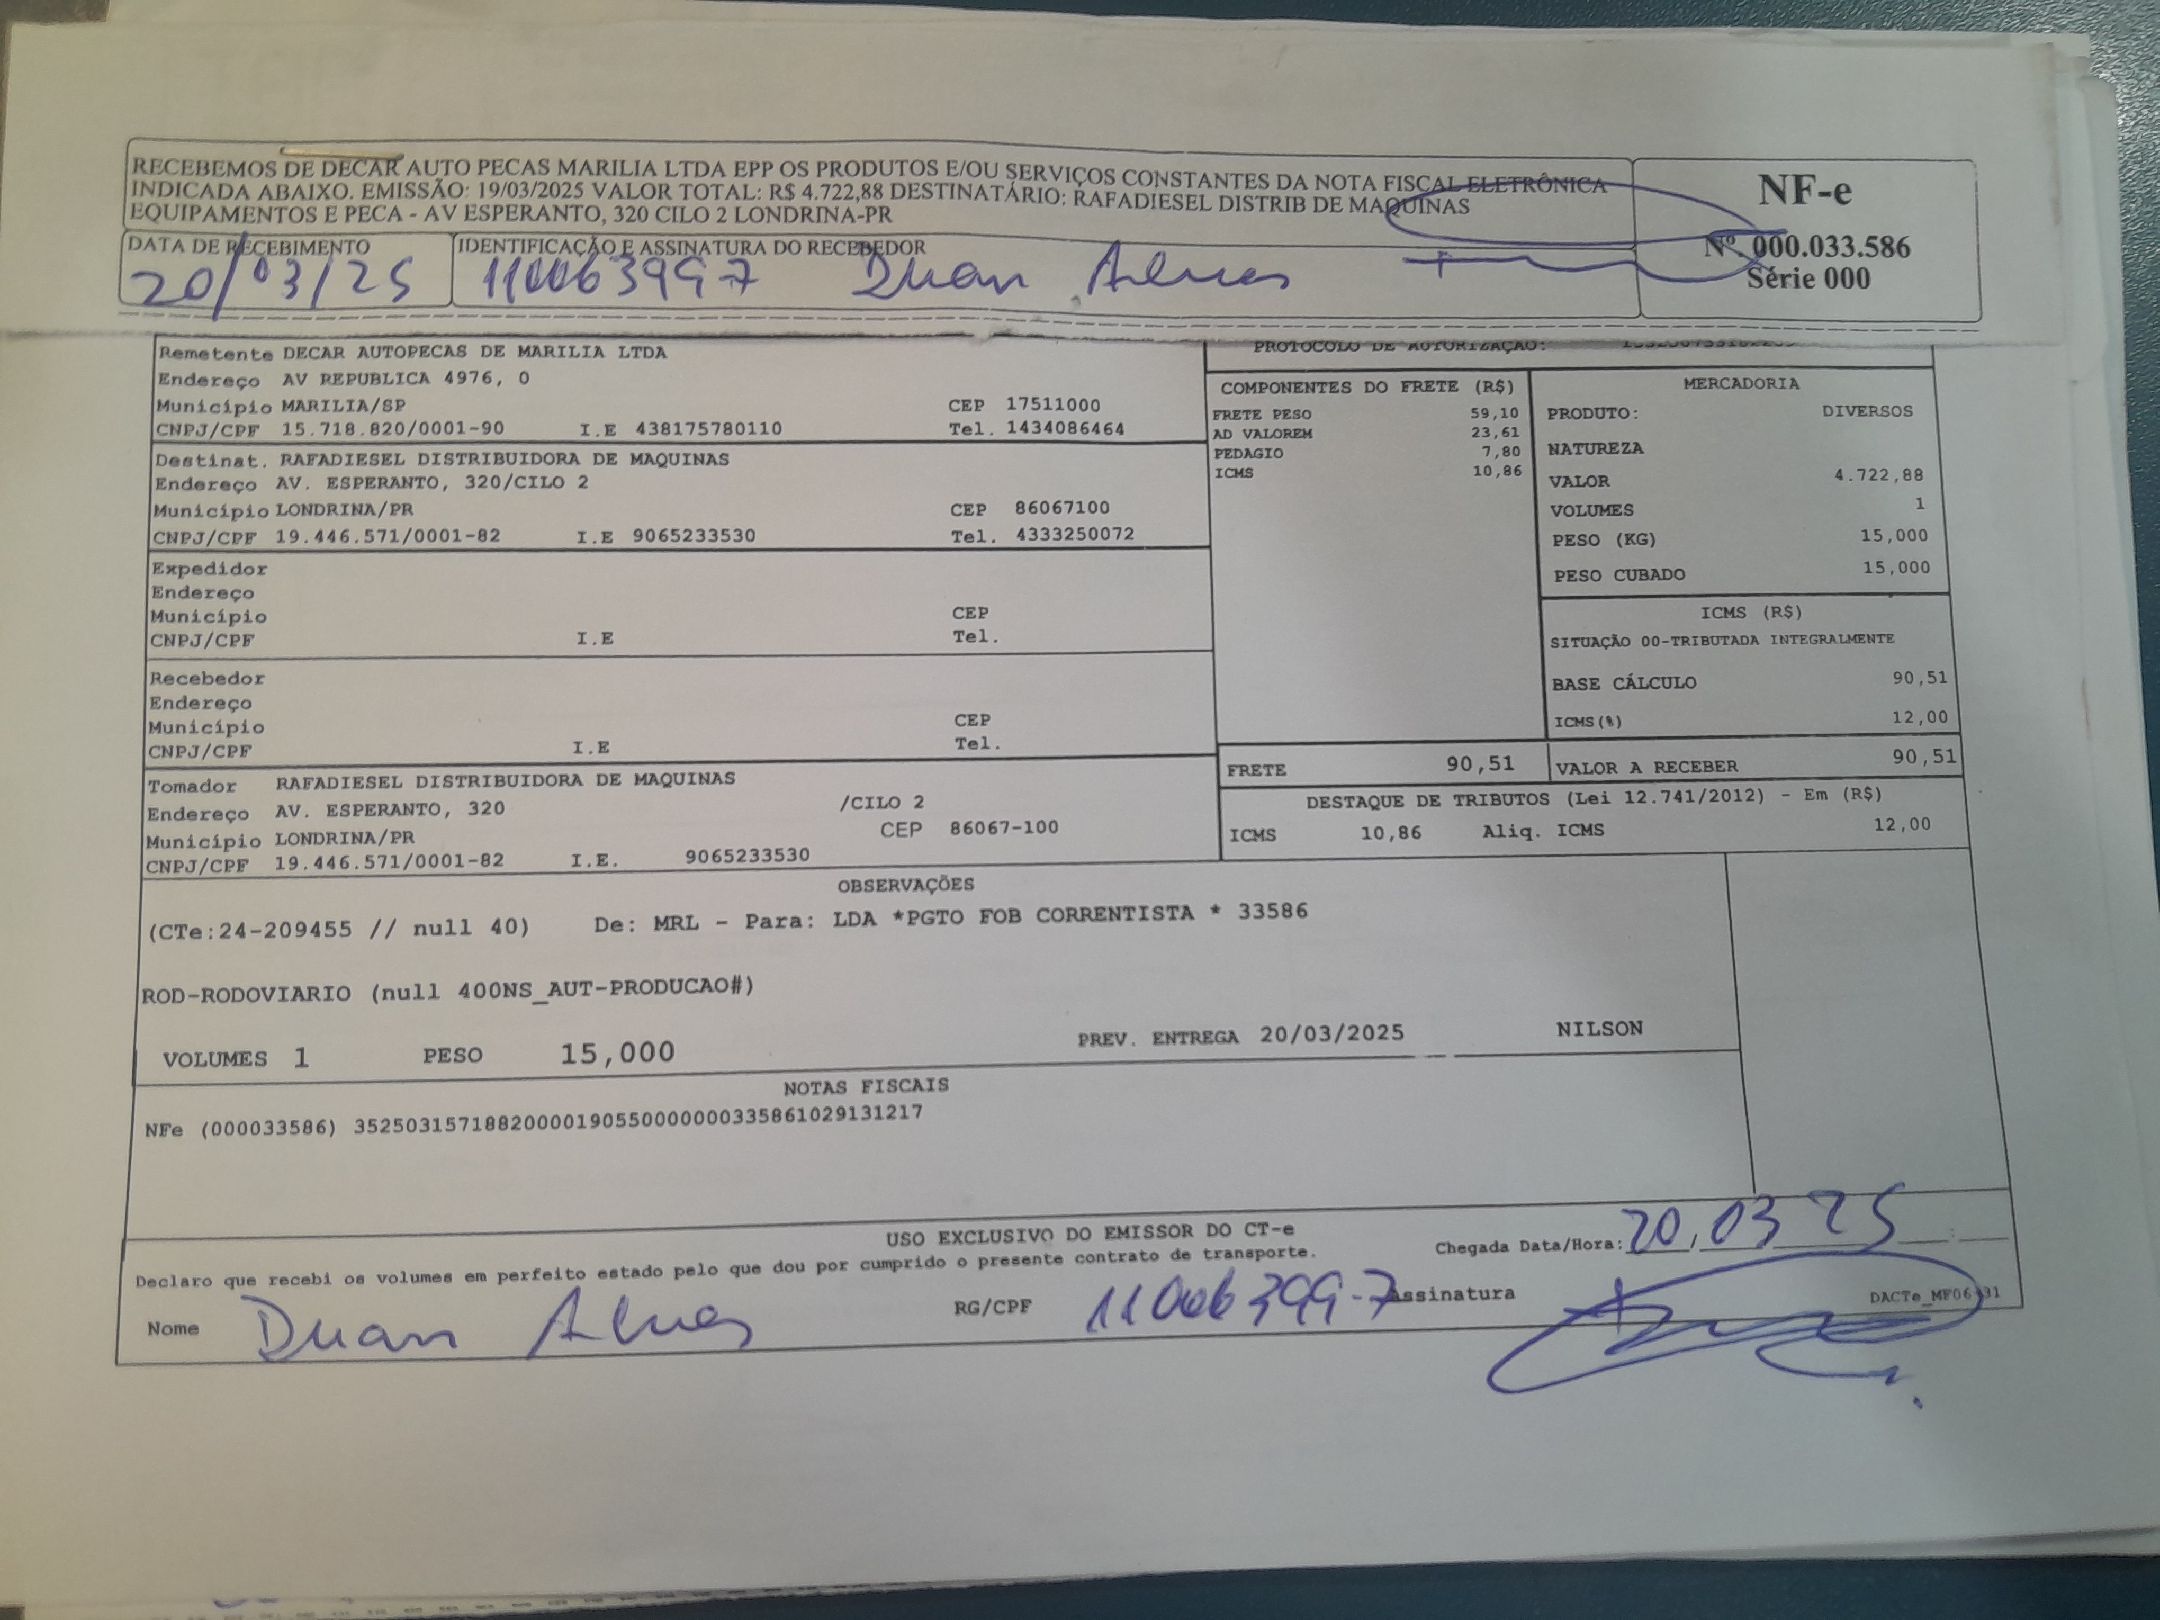 RECEBEMOS DE DECAR AUTO PECAS MARILIA LTDA EPP OS PRODUTOS E/OU SERVIÇOS CONSTANTES DA NOTA FISCAL ELETRÔNICA
INDICADA ABAIXO. EMISSÃO: 19/03/2025 VALOR TOTAL: R$ 4.722,88 DESTINATÁRIO: RAFADIESEL DISTRIB DE MAQUINAS
EQUIPAMENTOS E PECA - AV ESPERANTO, 320 CILO 2 LONDRINA-PR
NF-e
Nº. 000.033.586
Série 000
DATA DE RECEBIMENTO
20/03/25
IDENTIFICAÇÃO E ASSINATURA DO RECEBEDOR
110063997 Duan Alves
Remetente DECAR AUTOPECAS DE MARILIA LTDA
Endereço AV REPUBLICA 4976, 0
Município MARILIA/SP CEP 17511000
CNPJ/CPF 15.718.820/0001-90 I.E 438175780110 Tel. 1434086464
Destinat. RAFADIESEL DISTRIBUIDORA DE MAQUINAS
Endereço AV. ESPERANTO, 320/CILO 2
Município LONDRINA/PR CEP 86067100
CNPJ/CPF 19.446.571/0001-82 I.E 9065233530 Tel. 4333250072
Expedidor
Endereço
Município CEP
CNPJ/CPF I.E Tel.
Recebedor
Endereço
Município CEP
CNPJ/CPF I.E Tel.
Tomador RAFADIESEL DISTRIBUIDORA DE MAQUINAS
Endereço AV. ESPERANTO, 320 /CILO 2
Município LONDRINA/PR CEP 86067-100
CNPJ/CPF 19.446.571/0001-82 I.E. 9065233530
PROTOCOLO DE AUTORIZAÇÃO:
COMPONENTES DO FRETE (R$)
FRETE PESO 59,10
AD VALOREM 23,61
PEDAGIO 7,80
ICMS 10,86
MERCADORIA
PRODUTO: DIVERSOS
NATUREZA
VALOR 4.722,88
VOLUMES 1
PESO (KG) 15,000
PESO CUBADO 15,000
ICMS (R$)
SITUAÇÃO 00-TRIBUTADA INTEGRALMENTE
BASE CÁLCULO 90,51
ICMS(%) 12,00
FRETE 90,51 VALOR A RECEBER 90,51
DESTAQUE DE TRIBUTOS (Lei 12.741/2012) - Em (R$)
ICMS 10,86 Aliq. ICMS 12,00
OBSERVAÇÕES
(CTe:24-209455 // null 40) De: MRL - Para: LDA *PGTO FOB CORRENTISTA * 33586
ROD-RODOVIARIO (null 400NS_AUT-PRODUCAO#)
VOLUMES 1 PESO 15,000 PREV. ENTREGA 20/03/2025 NILSON
NOTAS FISCAIS
NFe (000033586) 35250315718820000190550000000335861029131217
USO EXCLUSIVO DO EMISSOR DO CT-e
Declaro que recebi os volumes em perfeito estado pelo que dou por cumprido o presente contrato de transporte.
Chegada Data/Hora: 20/03 25
Nome Duan Alves RG/CPF 11006399-7 Assinatura